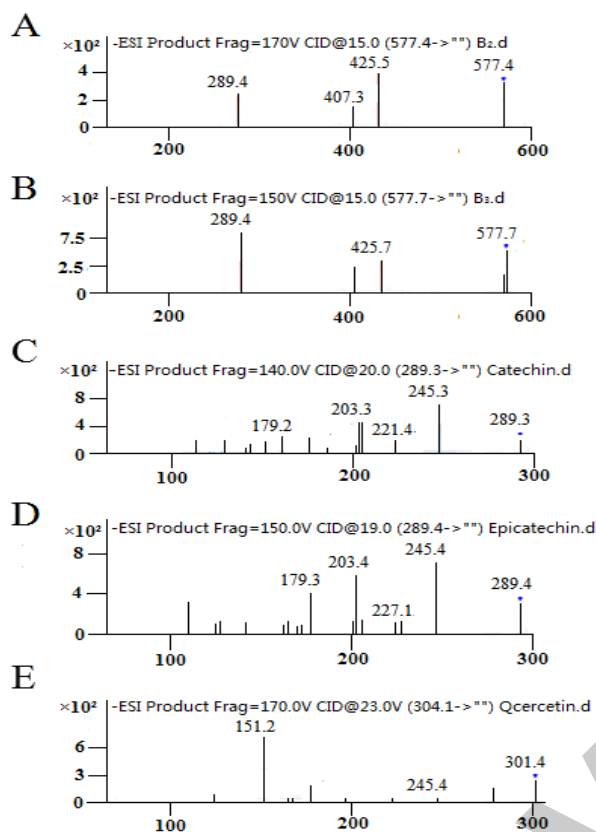 A
×10² -ESI Product Frag=170V CID@15.0 (577.4->"") B₂.d
4
2
0
289.4
407.3
425.5
577.4
200 400 600
B
×10² -ESI Product Frag=150V CID@15.0 (577.7->"") B₃.d
7.5
2.5
0
289.4
425.7
577.7
200 400 600
C
×10² -ESI Product Frag=140.0V CID@20.0 (289.3->"") Catechin.d
8
4
0
179.2
203.3
221.4
245.3
289.3
100 200 300
D
×10² -ESI Product Frag=150.0V CID@19.0 (289.4->"") Epicatechin.d
8
4
0
179.3
203.4
227.1
245.4
289.4
100 200 300
E
×10² -ESI Product Frag=170.0V CID@23.0V (304.1->"") Qcercetin.d
6
3
0
151.2
245.4
301.4
100 200 300